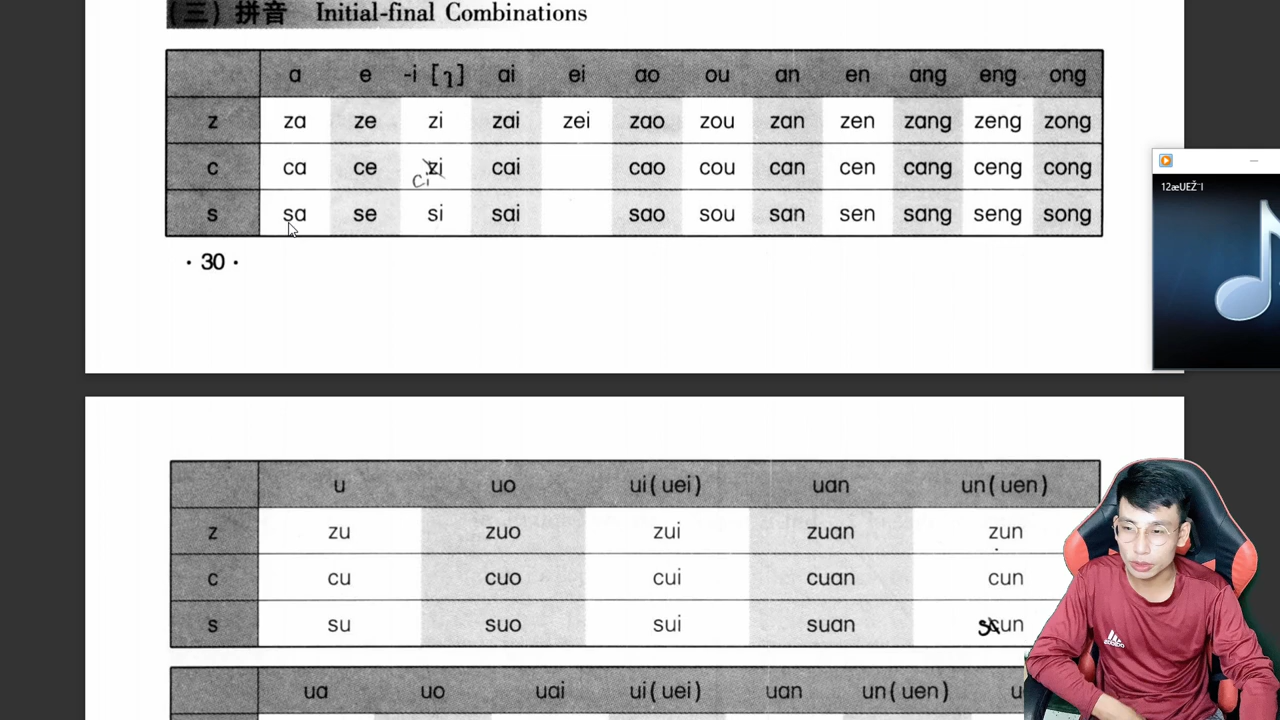 (三) 拼音 Initial-final Combinations
a e -i [ɿ] ai ei ao ou an en ang eng ong
z za ze zi zai zei zao zou zan zen zang zeng zong
c ca ce zi cai cao cou can cen cang ceng cong
ci
s sa se si sai sao sou san sen sang seng song
· 30 ·
12æUEŽ¨l
u uo ui(uei) uan un(uen)
z zu zuo zui zuan zun
c cu cuo cui cuan cun
s su suo sui suan sun
ua uo uai ui(uei) uan un(uen) u
adidas